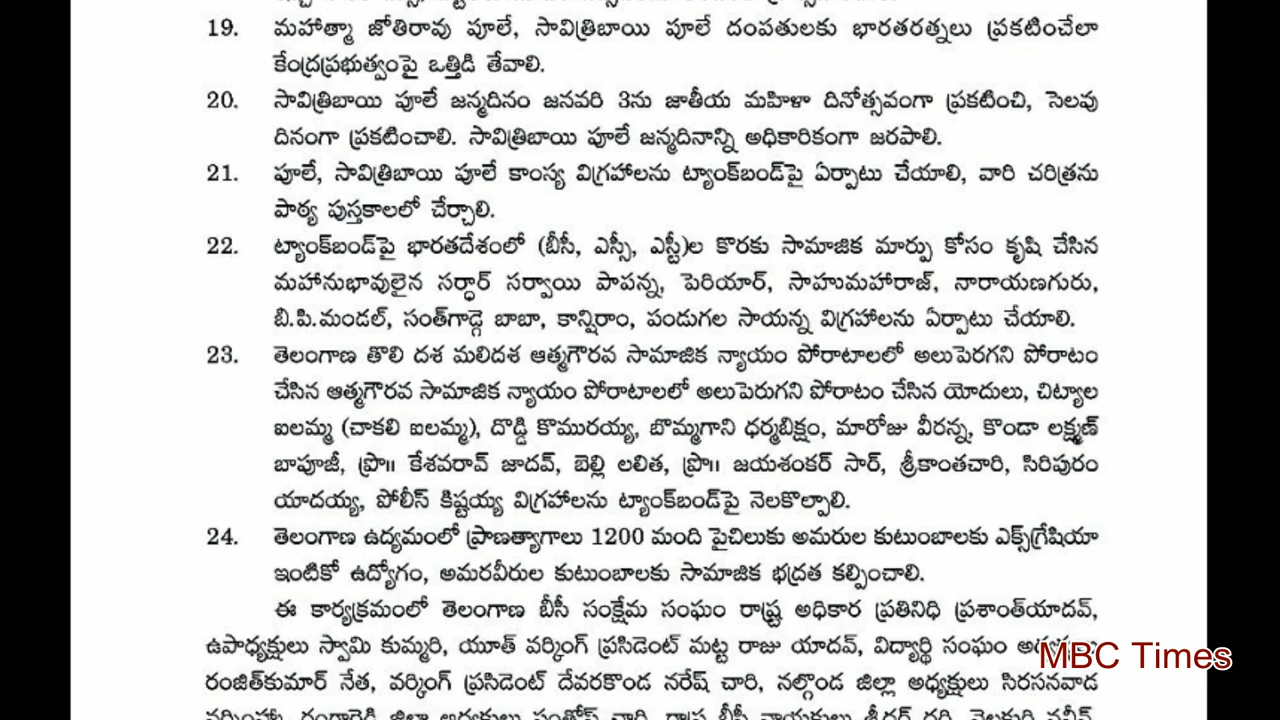 19. మహాత్మా జోతిరావు పూలే, సావిత్రిబాయి పూలే దంపతులకు భారతరత్నలు ప్రకటించేలా
కేంద్రప్రభుత్వంపై ఒత్తిడి తేవాలి.
20. సావిత్రిబాయి పూలే జన్మదినం జనవరి 3ను జాతీయ మహిళా దినోత్సవంగా ప్రకటించి, సెలవు
దినంగా ప్రకటించాలి. సావిత్రిబాయి పూలే జన్మదినాన్ని అధికారికంగా జరపాలి.
21. పూలే, సావిత్రిబాయి పూలే కాంస్య విగ్రహాలను ట్యాంక్‌బండ్‌పై ఏర్పాటు చేయాలి, వారి చరిత్రను
పాఠ్య పుస్తకాలలో చేర్చాలి.
22. ట్యాంక్‌బండ్‌పై భారతదేశంలో (బీసీ, ఎస్సీ, ఎస్టీ)ల కొరకు సామాజిక మార్పు కోసం కృషి చేసిన
మహానుభావులైన సర్ధార్ సర్వాయి పాపన్న, పెరియార్, సాహుమహారాజ్, నారాయణగురు,
బి.పి.మండల్, సంత్‌గాడ్గె బాబా, కాన్షిరాం, పండుగల సాయన్న విగ్రహాలను ఏర్పాటు చేయాలి.
23. తెలంగాణ తొలి దశ మలిదశ ఆత్మగౌరవ సామాజిక న్యాయం పోరాటాలలో అలుపెరగని పోరాటం
చేసిన ఆత్మగౌరవ సామాజిక న్యాయం పోరాటాలలో అలుపెరుగని పోరాటం చేసిన యోదులు, చిట్యాల
ఐలమ్మ (చాకలి ఐలమ్మ), దొడ్డి కొమురయ్య, బొమ్మగాని ధర్మబిక్షం, మారోజు వీరన్న, కొండా లక్ష్మణ్
బాపూజీ, ప్రొ॥ కేశవరావ్ జాదవ్, బెల్లి లలిత, ప్రొ॥ జయశంకర్ సార్, శ్రీకాంతచారి, సిరిపురం
యాదయ్య, పోలీస్ కిష్టయ్య విగ్రహాలను ట్యాంక్‌బండ్‌పై నెలకొల్పాలి.
24. తెలంగాణ ఉద్యమంలో ప్రాణత్యాగాలు 1200 మంది పైచిలుకు అమరుల కుటుంబాలకు ఎక్స్‌గ్రేషియా
ఇంటికో ఉద్యోగం, అమరవీరుల కుటుంబాలకు సామాజిక భద్రత కల్పించాలి.
ఈ కార్యక్రమంలో తెలంగాణ బీసీ సంక్షేమ సంఘం రాష్ట్ర అధికార ప్రతినిధి ప్రశాంత్‌యాదవ్,
ఉపాధ్యక్షులు స్వామి కుమ్మరి, యూత్ వర్కింగ్ ప్రసిడెంట్ మట్ట రాజు యాదవ్, విద్యార్థి సంఘం
MBC Times
రంజిత్‌కుమార్ నేత, వర్కింగ్ ప్రసిడెంట్ దేవరకొండ నరేష్ చారి, నల్గొండ జిల్లా అధ్యక్షులు సిరసనవాడ